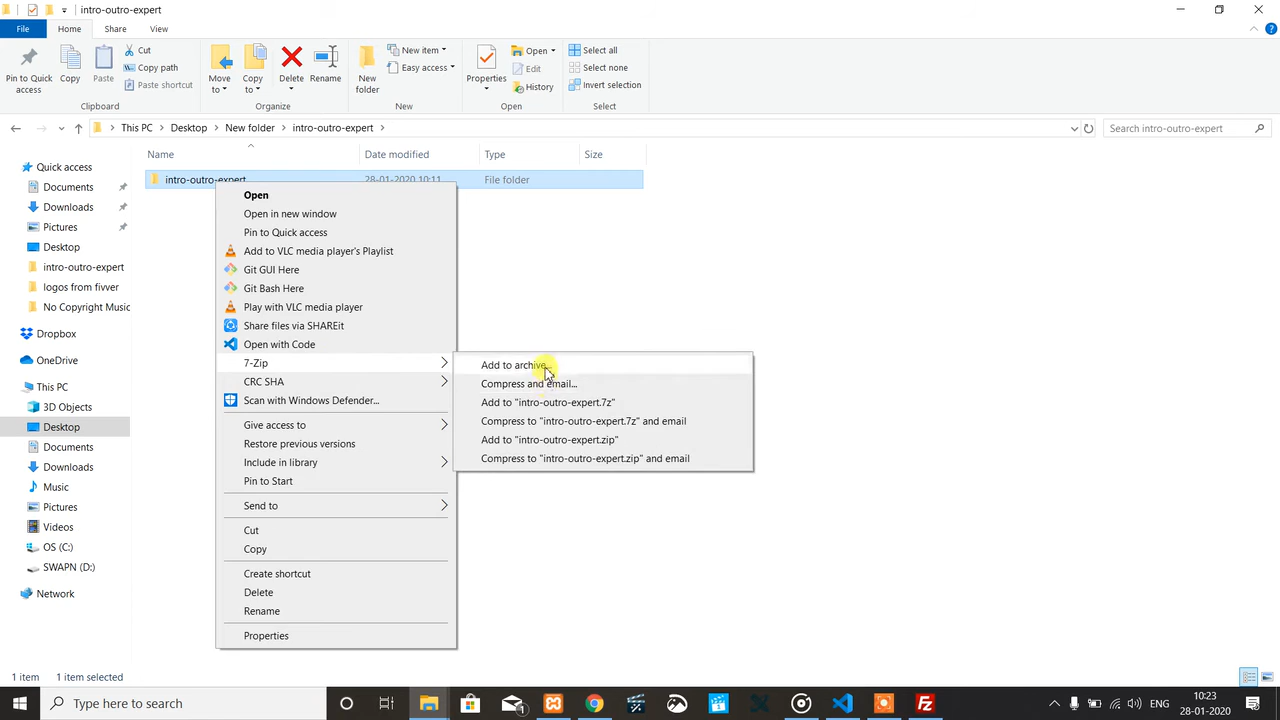 intro-outro-expert
File
Home
Share
View
Pin to Quick access
Copy
Paste
Cut
Copy path
Paste shortcut
Clipboard
Move to
Copy to
Delete
Rename
Organize
New folder
New item
Easy access
New
Properties
Open
Edit
History
Open
Select all
Select none
Invert selection
Select
This PC
Desktop
New folder
intro-outro-expert
Search intro-outro-expert
Name
Date modified
Type
Size
intro-outro-expert
28-01-2020 10:11
File folder
Quick access
Documents
Downloads
Pictures
Desktop
intro-outro-expert
logos from fivver
No Copyright Music
Dropbox
OneDrive
This PC
3D Objects
Desktop
Documents
Downloads
Music
Pictures
Videos
OS (C:)
SWAPN (D:)
Network
Open
Open in new window
Pin to Quick access
Add to VLC media player's Playlist
Git GUI Here
Git Bash Here
Play with VLC media player
Share files via SHAREit
Open with Code
7-Zip
CRC SHA
Scan with Windows Defender...
Give access to
Restore previous versions
Include in library
Pin to Start
Send to
Cut
Copy
Create shortcut
Delete
Rename
Properties
Add to archive...
Compress and email...
Add to "intro-outro-expert.7z"
Compress to "intro-outro-expert.7z" and email
Add to "intro-outro-expert.zip"
Compress to "intro-outro-expert.zip" and email
1 item
1 item selected
Type here to search
1
Fz
ENG
10:23
28-01-2020